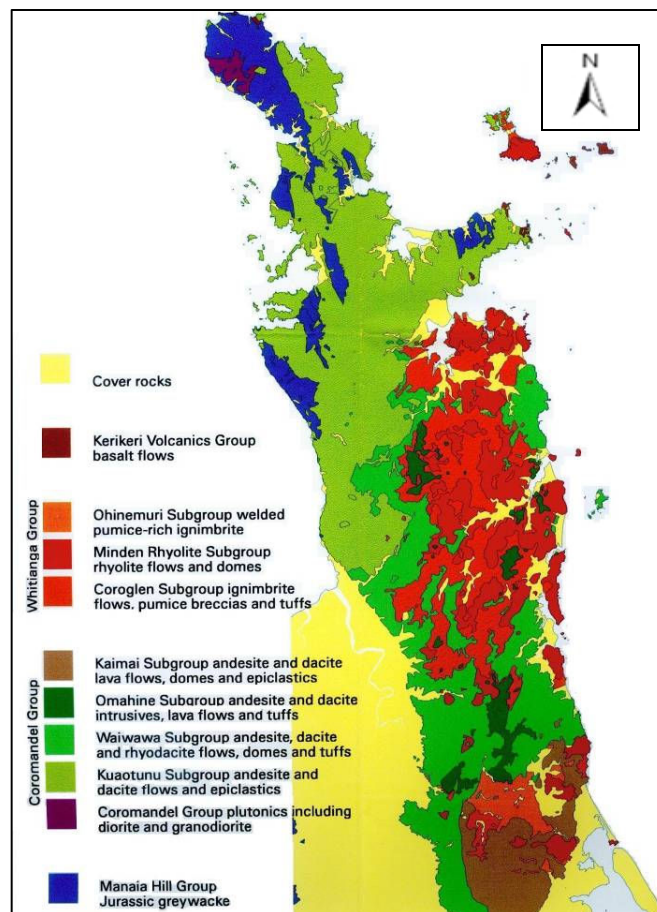 N
Cover rocks
Kerikeri Volcanics Group
basalt flows
Whitianga Group
Ohinemuri Subgroup welded
pumice-rich ignimbrite
Minden Rhyolite Subgroup
rhyolite flows and domes
Coroglen Subgroup ignimbrite
flows. pumice breccias and tuffs
Coromandel Group
Kaimai Subgroup andesite and dacite
lava flows, domes and epiclastics
Omahine Subgroup andesite and dacite
intrusives, lava flows and tuffs
Waiwawa Subgroup andesite, dacite
and rhyodacite flows, domes and tuffs
Kuaotunu Subgroup andesite and
dacite flows and epiclastics
Coromandel Group plutonics including
diorite and granodiorite
Manaia Hill Group
Jurassic greywacke